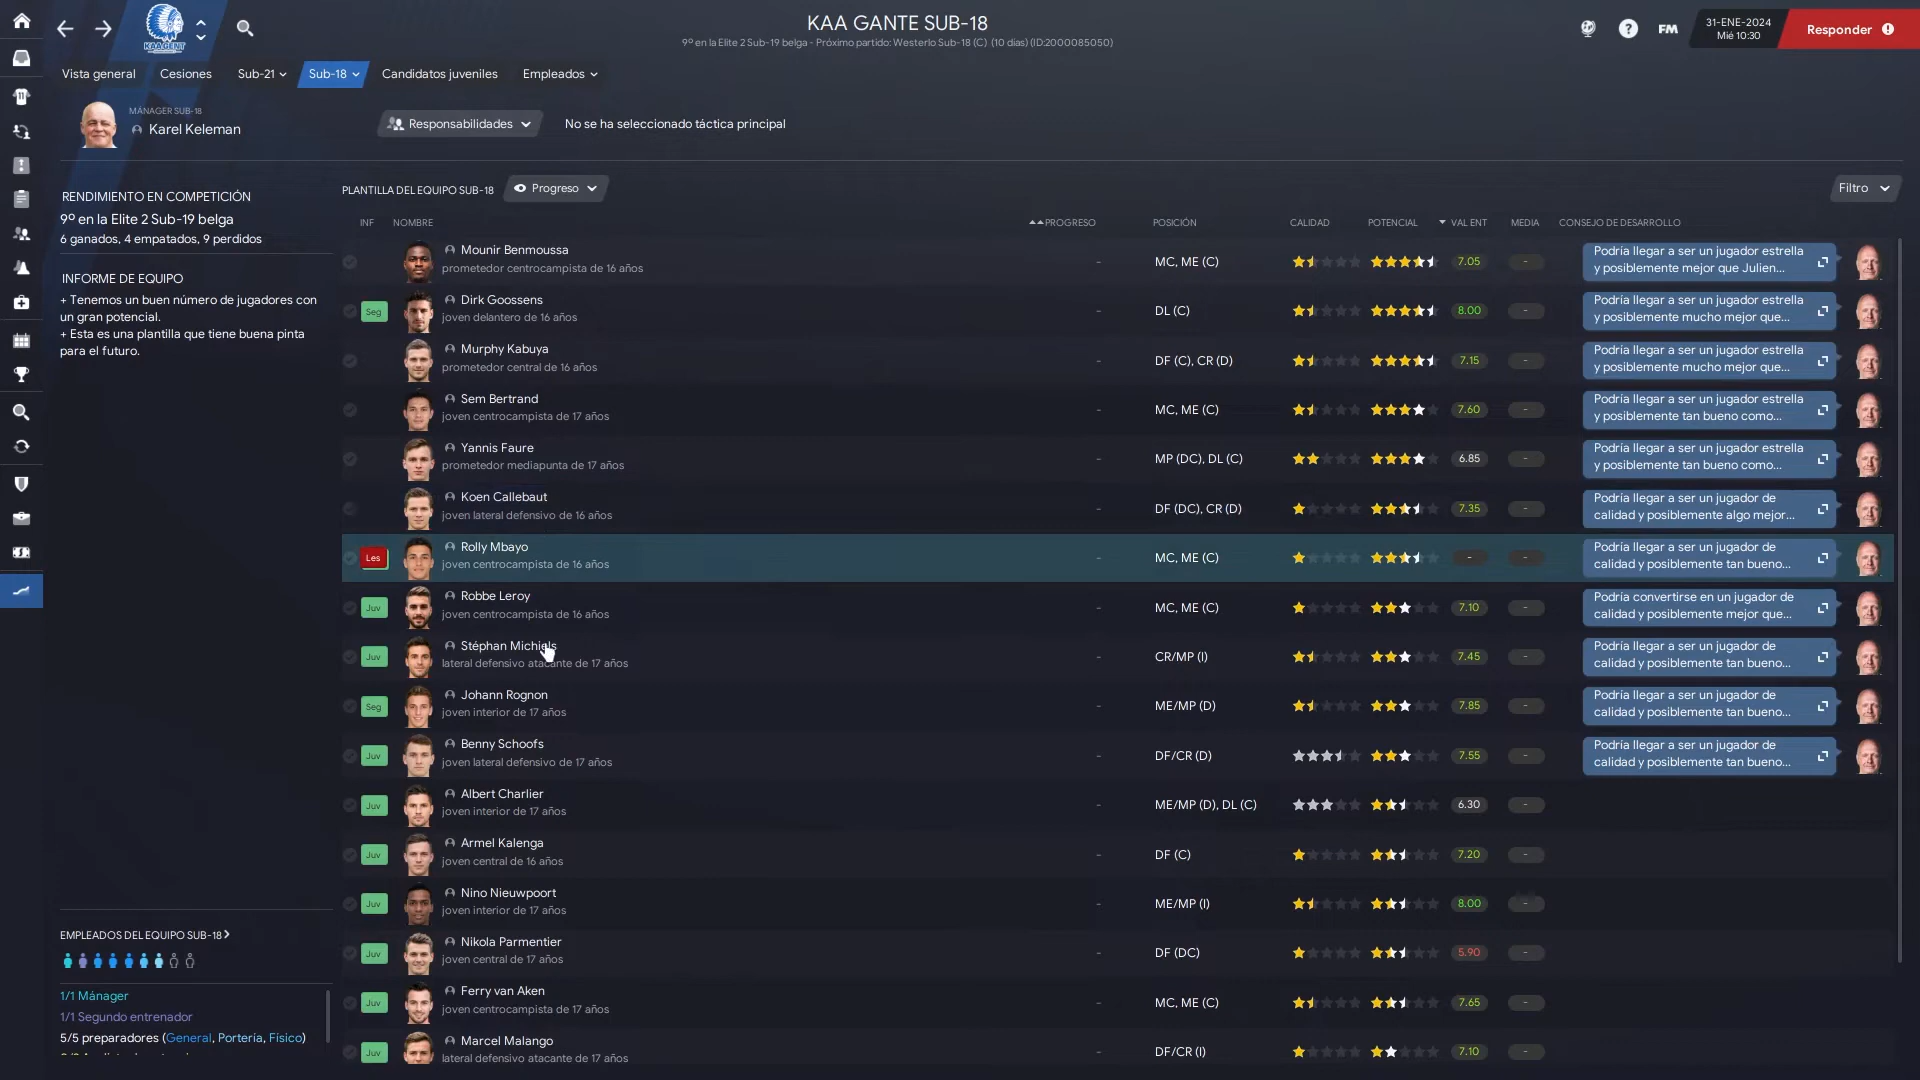 KAA GANTE SUB-18
9º en la Elite 2 Sub-19 belga - Próximo partido: Westerlo Sub-18 (C) (10 días) (ID:2000085050)
KAA GENT
FM
31-ENE-2024
Mié 10:30
Responder
Vista general
Cesiones
Sub-21
Sub-18
Candidatos juveniles
Empleados
MÁNAGER SUB-18
Karel Keleman
Responsabilidades
No se ha seleccionado táctica principal
RENDIMIENTO EN COMPETICIÓN
9º en la Elite 2 Sub-19 belga
6 ganados, 4 empatados, 9 perdidos
INFORME DE EQUIPO
+ Tenemos un buen número de jugadores con
un gran potencial.
+ Esta es una plantilla que tiene buena pinta
para el futuro.
PLANTILLA DEL EQUIPO SUB-18
Progreso
Filtro
INF NOMBRE PROGRESO POSICIÓN CALIDAD POTENCIAL VAL ENT MEDIA CONSEJO DE DESARROLLO
Mounir Benmoussa
prometedor centrocampista de 16 años
- MC, ME (C) 7.05 -
Podría llegar a ser un jugador estrella
y posiblemente mejor que Julien...
Seg
Dirk Goossens
joven delantero de 16 años
- DL (C) 8.00 -
Podría llegar a ser un jugador estrella
y posiblemente mucho mejor que...
Murphy Kabuya
prometedor central de 16 años
- DF (C), CR (D) 7.15 -
Podría llegar a ser un jugador estrella
y posiblemente mucho mejor que...
Sem Bertrand
joven centrocampista de 17 años
- MC, ME (C) 7.60 -
Podría llegar a ser un jugador estrella
y posiblemente tan bueno como...
Yannis Faure
prometedor mediapunta de 17 años
- MP (DC), DL (C) 6.85 -
Podría llegar a ser un jugador estrella
y posiblemente tan bueno como...
Koen Callebaut
joven lateral defensivo de 16 años
- DF (DC), CR (D) 7.35 -
Podría llegar a ser un jugador de
calidad y posiblemente algo mejor...
Les
Rolly Mbayo
joven centrocampista de 16 años
- MC, ME (C) - -
Podría llegar a ser un jugador de
calidad y posiblemente tan bueno...
Juv
Robbe Leroy
joven centrocampista de 16 años
- MC, ME (C) 7.10 -
Podría convertirse en un jugador de
calidad y posiblemente mejor que...
Juv
Stéphan Michiels
lateral defensivo atacante de 17 años
- CR/MP (I) 7.45 -
Podría llegar a ser un jugador de
calidad y posiblemente tan bueno...
Seg
Johann Rognon
joven interior de 17 años
- ME/MP (D) 7.85 -
Podría llegar a ser un jugador de
calidad y posiblemente tan bueno...
Juv
Benny Schoofs
joven lateral defensivo de 17 años
- DF/CR (D) 7.55 -
Podría llegar a ser un jugador de
calidad y posiblemente tan bueno...
Juv
Albert Charlier
joven interior de 17 años
- ME/MP (D), DL (C) 6.30 -
Juv
Armel Kalenga
joven central de 16 años
- DF (C) 7.20 -
Juv
Nino Nieuwpoort
joven interior de 17 años
- ME/MP (I) 8.00 -
Juv
Nikola Parmentier
joven central de 17 años
- DF (DC) 5.90 -
Juv
Ferry van Aken
joven centrocampista de 17 años
- MC, ME (C) 7.65 -
Juv
Marcel Malango
lateral defensivo atacante de 17 años
- DF/CR (I) 7.10 -
EMPLEADOS DEL EQUIPO SUB-18
1/1 Mánager
1/1 Segundo entrenador
5/5 preparadores (General, Portería, Físico)